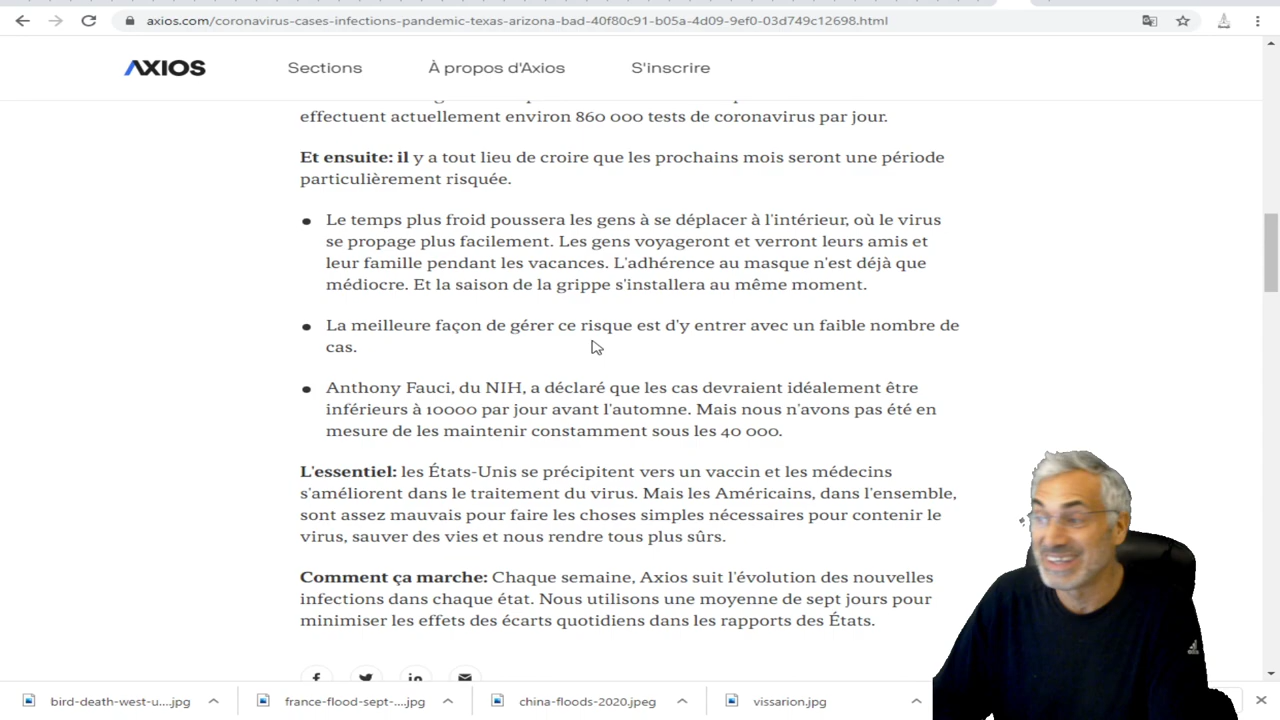 axios.com/coronavirus-cases-infections-pandemic-texas-arizona-bad-40f80c91-b05a-4d09-9ef0-03d749c12698.html
AXIOS
Sections
À propos d'Axios
S'inscrire
effectuent actuellement environ 860 000 tests de coronavirus par jour.
Et ensuite: il y a tout lieu de croire que les prochains mois seront une période
particulièrement risquée.
Le temps plus froid poussera les gens à se déplacer à l'intérieur, où le virus
se propage plus facilement. Les gens voyageront et verront leurs amis et
leur famille pendant les vacances. L'adhérence au masque n'est déjà que
médiocre. Et la saison de la grippe s'installera au même moment.
La meilleure façon de gérer ce risque est d'y entrer avec un faible nombre de
cas.
Anthony Fauci, du NIH, a déclaré que les cas devraient idéalement être
inférieurs à 10000 par jour avant l'automne. Mais nous n'avons pas été en
mesure de les maintenir constamment sous les 40 000.
L'essentiel: les États-Unis se précipitent vers un vaccin et les médecins
s'améliorent dans le traitement du virus. Mais les Américains, dans l'ensemble,
sont assez mauvais pour faire les choses simples nécessaires pour contenir le
virus, sauver des vies et nous rendre tous plus sûrs.
Comment ça marche: Chaque semaine, Axios suit l'évolution des nouvelles
infections dans chaque état. Nous utilisons une moyenne de sept jours pour
minimiser les effets des écarts quotidiens dans les rapports des États.
bird-death-west-u....jpg
france-flood-sept-....jpg
china-floods-2020.jpeg
vissarion.jpg